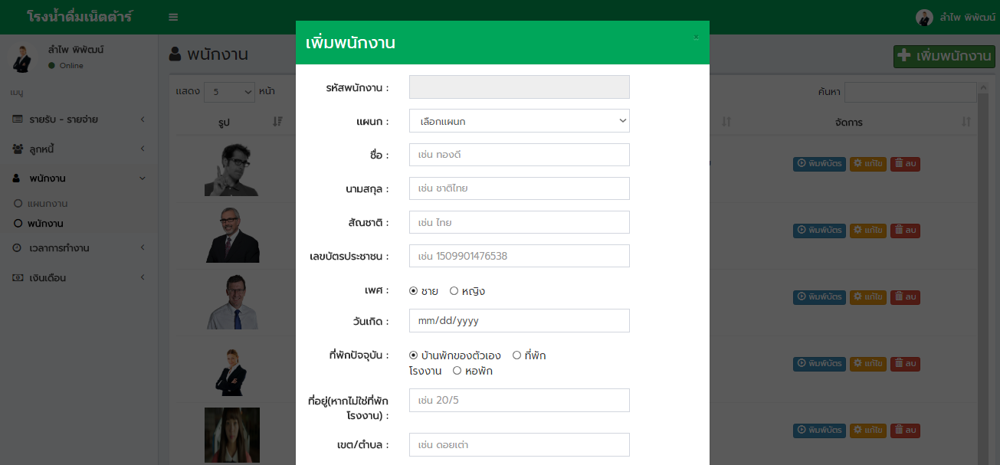 โรงน้ำดื่มเน็ตต้าร์
ลำไพ พิพัฒน์
ลำไพ พิพัฒน์
Online
เมนู
รายรับ - รายจ่าย
ลูกหนี้
พนักงาน
แผนกงาน
พนักงาน
เวลาการทำงาน
เงินเดือน
พนักงาน
เพิ่มพนักงาน
แสดง 5 หน้า
ค้นหา
รูป
จัดการ
พิมพ์บัตร แก้ไข ลบ
พิมพ์บัตร แก้ไข ลบ
พิมพ์บัตร แก้ไข ลบ
พิมพ์บัตร แก้ไข ลบ
พิมพ์บัตร แก้ไข ลบ
เพิ่มพนักงาน ×
รหัสพนักงาน :
แผนก : เลือกแผนก
ชื่อ : เช่น ทองดี
นามสกุล : เช่น ชาติไทย
สัณชาติ : เช่น ไทย
เลขบัตรประชาชน : เช่น 1509901476538
เพศ : ชาย หญิง
วันเกิด : mm/dd/yyyy
ที่พักปัจจุบัน : บ้านพักของตัวเอง ที่พัก
โรงงาน หอพัก
ที่อยู่(หากไม่ใช่ที่พัก
โรงงาน) : เช่น 20/5
เขต/ตำบล : เช่น ดอยเต่า